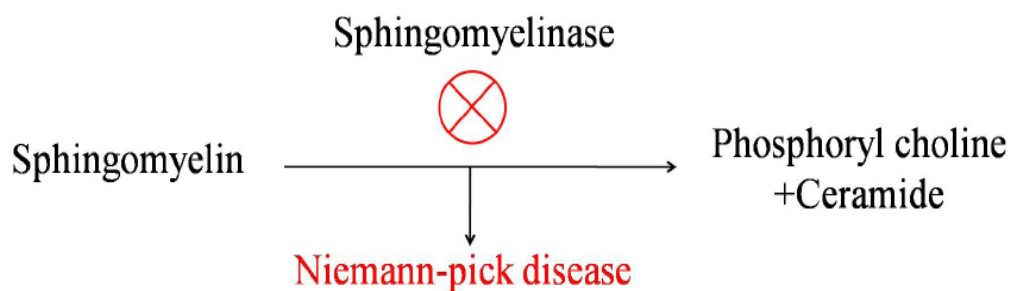 Sphingomyelinase
Sphingomyelin
Phosphoryl choline
+Ceramide
Niemann-pick disease